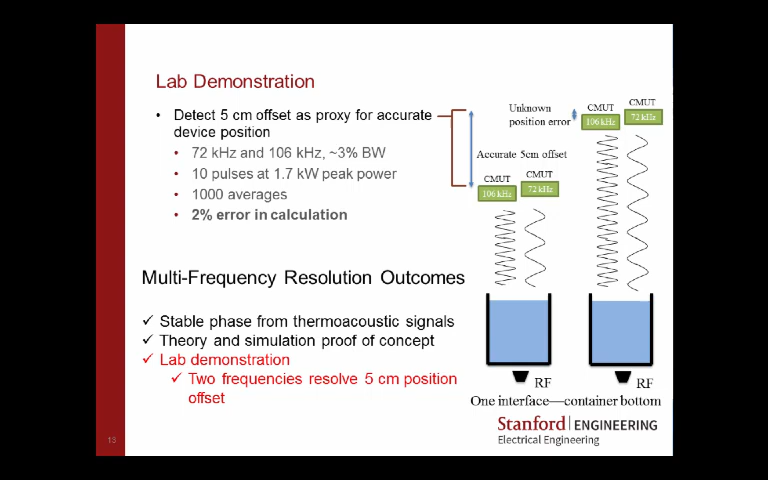 Lab Demonstration
• Detect 5 cm offset as proxy for accurate
device position
• 72 kHz and 106 kHz, ~3% BW
• 10 pulses at 1.7 kW peak power
• 1000 averages
• 2% error in calculation
Unknown
position error
CMUT
106 kHz
CMUT
72 kHz
Accurate 5cm offset
CMUT
106 kHz
CMUT
72 kHz
Multi-Frequency Resolution Outcomes
✓ Stable phase from thermoacoustic signals
✓ Theory and simulation proof of concept
✓ Lab demonstration
✓ Two frequencies resolve 5 cm position
offset
RF
RF
One interface—container bottom
Stanford | ENGINEERING
Electrical Engineering
13